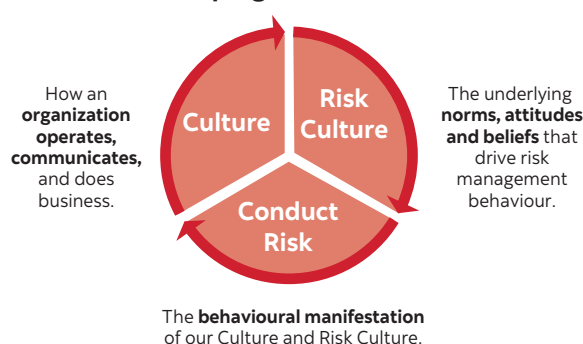 How an
organization
operates,
communicates,
and does
business.
Culture
Risk
Culture
Conduct
Risk
The underlying
norms, attitudes
and beliefs that
drive risk
management
behaviour.
The behavioural manifestation
of our Culture and Risk Culture.